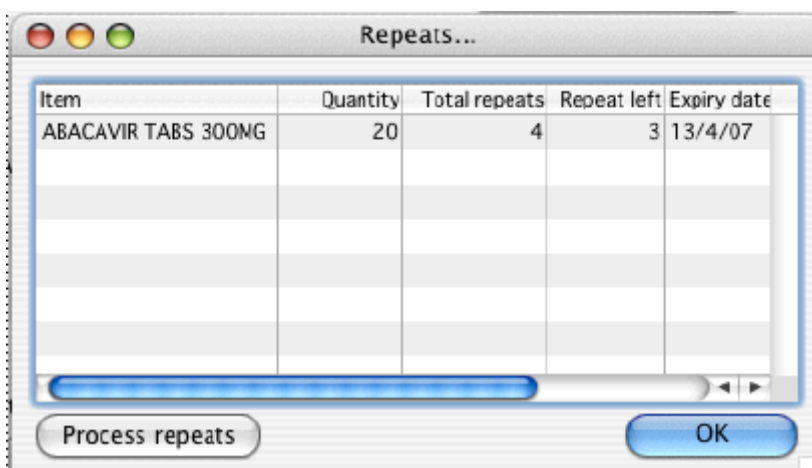 Repeats...
Item Quantity Total repeats Repeat left Expiry date
ABACAVIR TABS 300MG 20 4 3 13/4/07
Process repeats OK